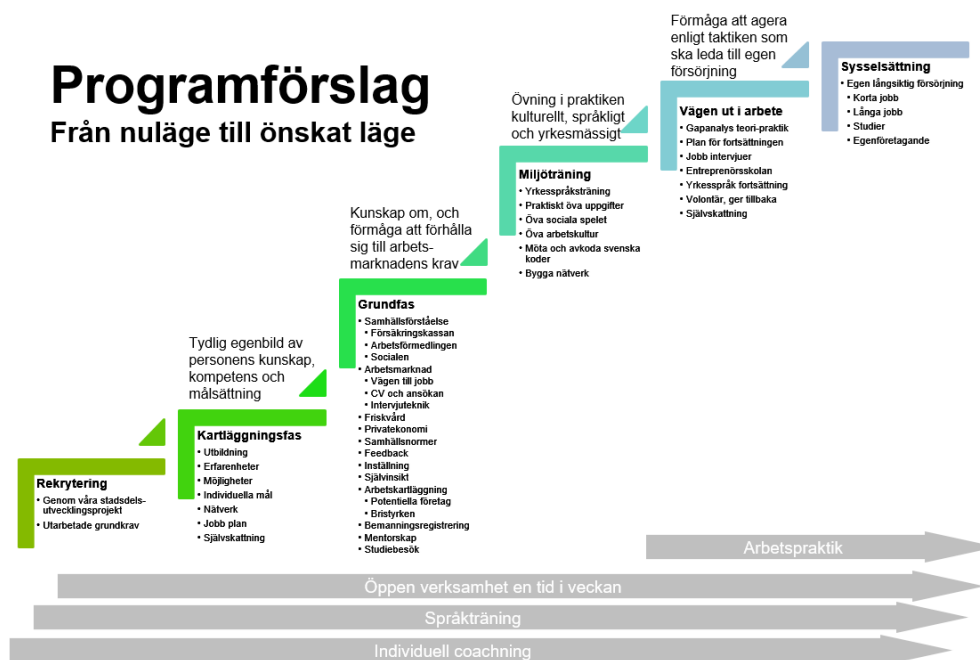 Programförslag
Från nuläge till önskat läge
Rekrytering
• Genom våra stadsdels-
utvecklingsprojekt
• Utarbetade grundkrav
Tydlig egenbild av
personens kunskap,
kompetens och
målsättning
Kartläggningsfas
• Utbildning
• Erfarenheter
• Möjligheter
• Individuella mål
• Nätverk
• Jobb plan
• Självskattning
Kunskap om, och
förmåga att förhålla
sig till arbets-
marknadens krav
Grundfas
• Samhällsförståelse
• Försäkringskassan
• Arbetsförmedlingen
• Socialen
• Arbetsmarknad
• Vägen till jobb
• CV och ansökan
• Intervjuteknik
• Friskvård
• Privatekonomi
• Samhällsnormer
• Feedback
• Inställning
• Självinsikt
• Arbetskartläggning
• Potentiella företag
• Bristyrken
• Bemanningsregistrering
• Mentorskap
• Studiebesök
Övning i praktiken
kulturellt, språkligt
och yrkesmässigt
Miljöträning
• Yrkesspråksträning
• Praktiskt öva uppgifter
• Öva sociala spelet
• Öva arbetskultur
• Möta och avkoda svenska
koder
• Bygga nätverk
Förmåga att agera
enligt taktiken som
ska leda till egen
försörjning
Vägen ut i arbete
• Gapanalys teori-praktik
• Plan för fortsättningen
• Jobb intervjuer
• Entreprenörsskolan
• Yrkespråk fortsättning
• Volontär, ger tillbaka
• Självskattning
Sysselsättning
• Egen långsiktig försörjning
• Korta jobb
• Långa jobb
• Studier
• Egenföretagande
Arbetspraktik
Öppen verksamhet en tid i veckan
Språkträning
Individuell coachning